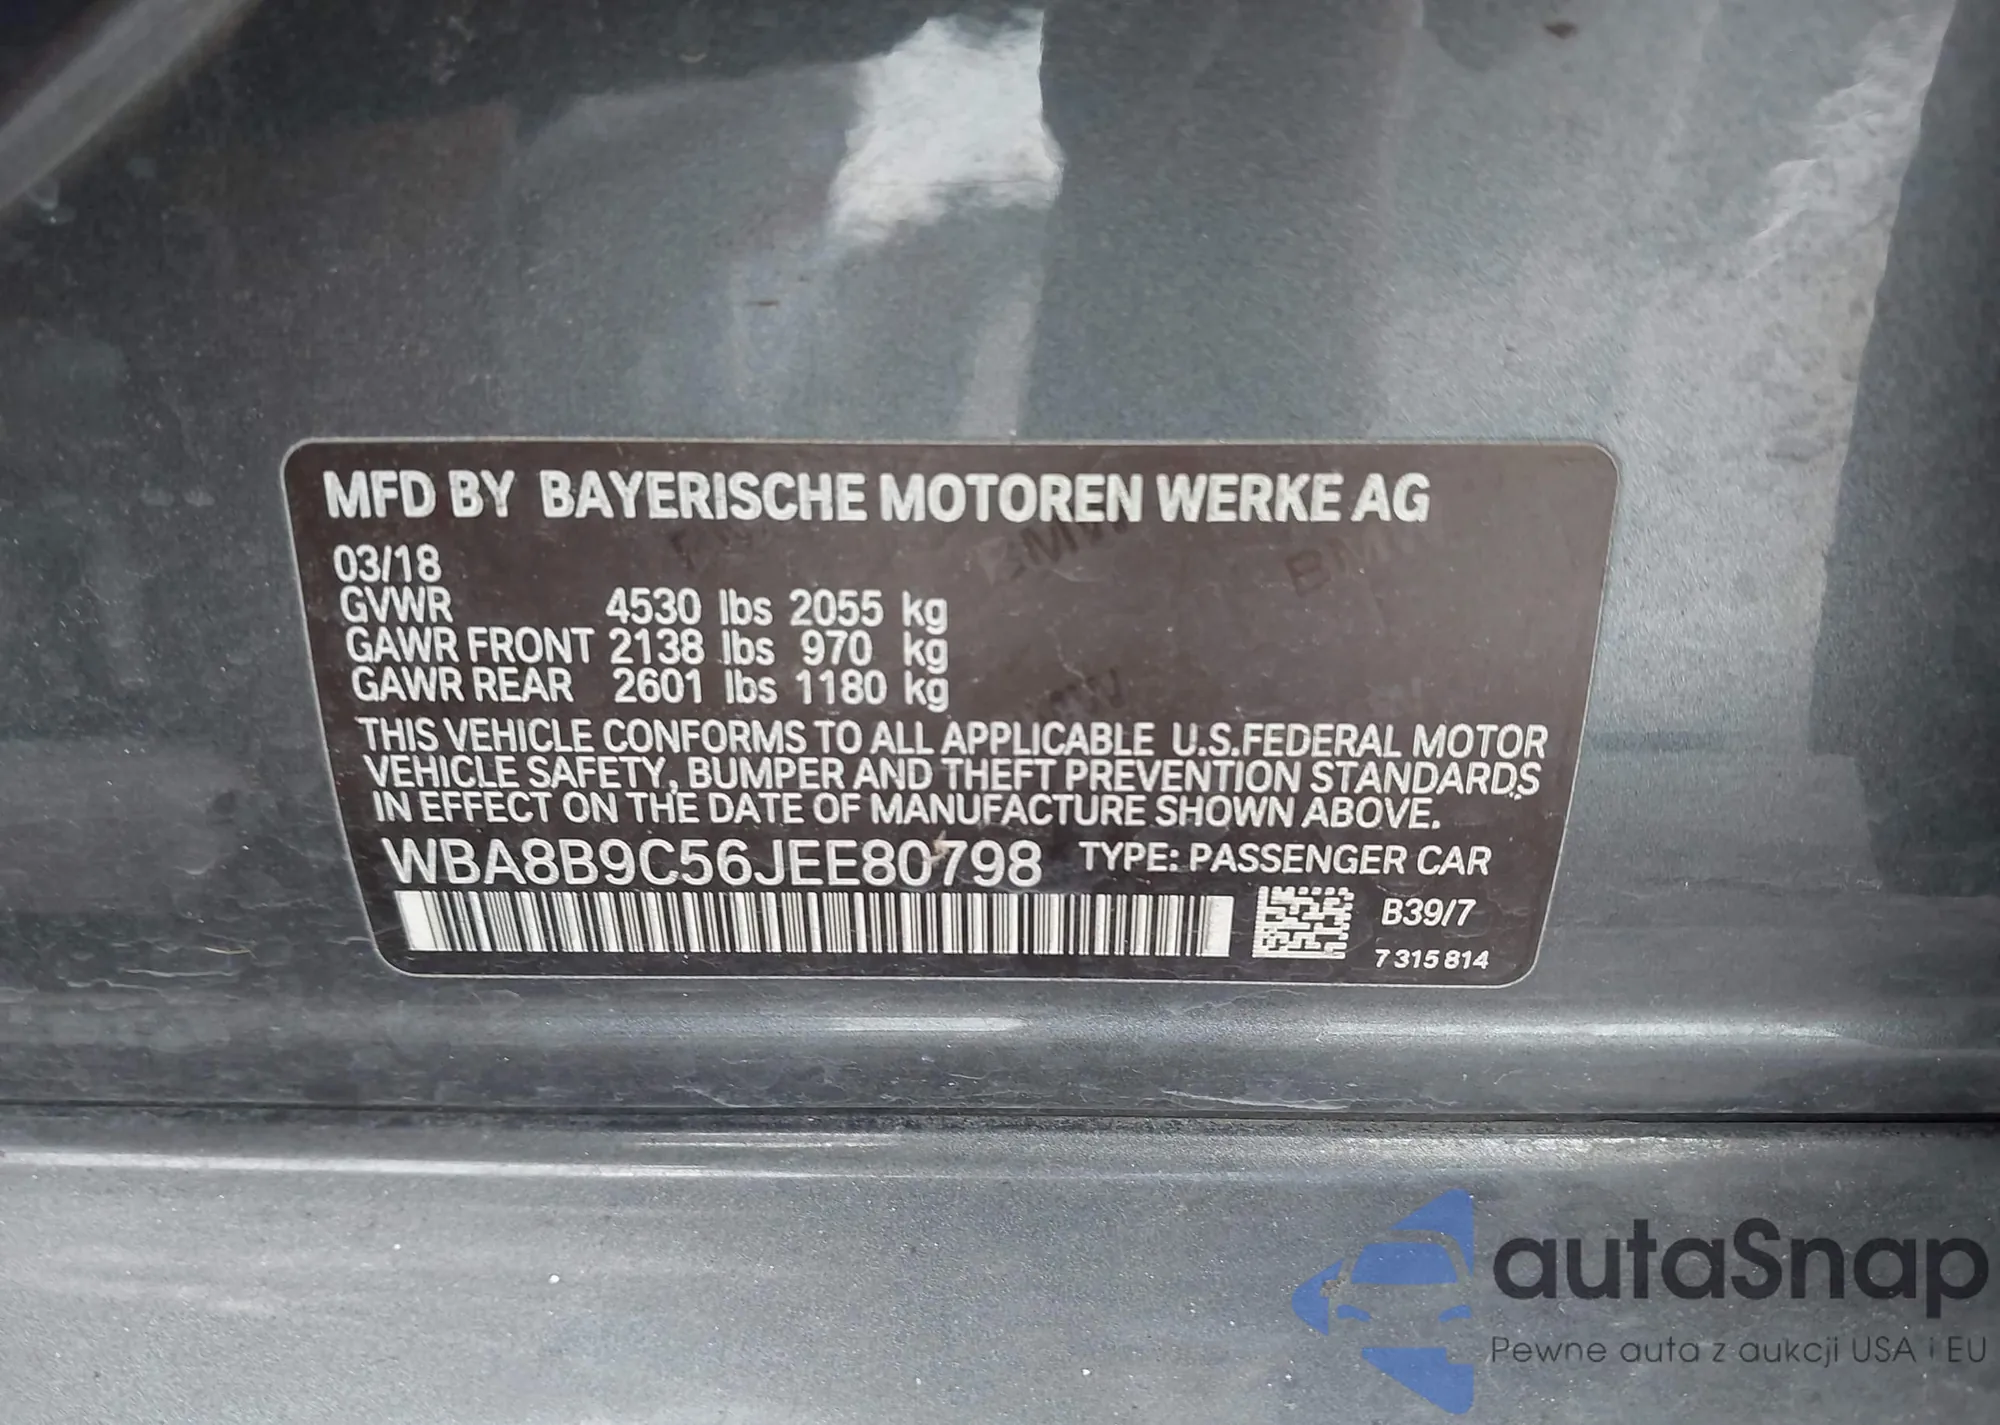 MFD BY BAYERISCHE MOTOREN WERKE AG
03/18
GVWR 4530 lbs 2055 kg
GAWR FRONT 2138 lbs 970 kg
GAWR REAR 2601 lbs 1180 kg
THIS VEHICLE CONFORMS TO ALL APPLICABLE U.S.FEDERAL MOTOR
VEHICLE SAFETY, BUMPER AND THEFT PREVENTION STANDARDS
IN EFFECT ON THE DATE OF MANUFACTURE SHOWN ABOVE.
WBA8B9C56JEE80798 TYPE: PASSENGER CAR
B39/7
7 315 814
autaSnap
Pewne auta z aukcji USA i EU